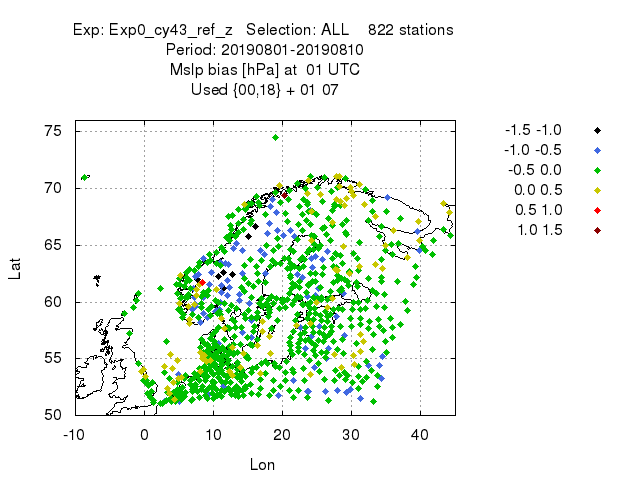 Exp: Exp0_cy43_ref_z   Selection: ALL    822 stations
Period: 20190801-20190810
Mslp bias [hPa] at  01 UTC
Used {00,18} + 01 07
75
70
65
60
55
50
Lat
-10 0 10 20 30 40
Lon
-1.5 -1.0
-1.0 -0.5
-0.5 0.0
0.0 0.5
0.5 1.0
1.0 1.5